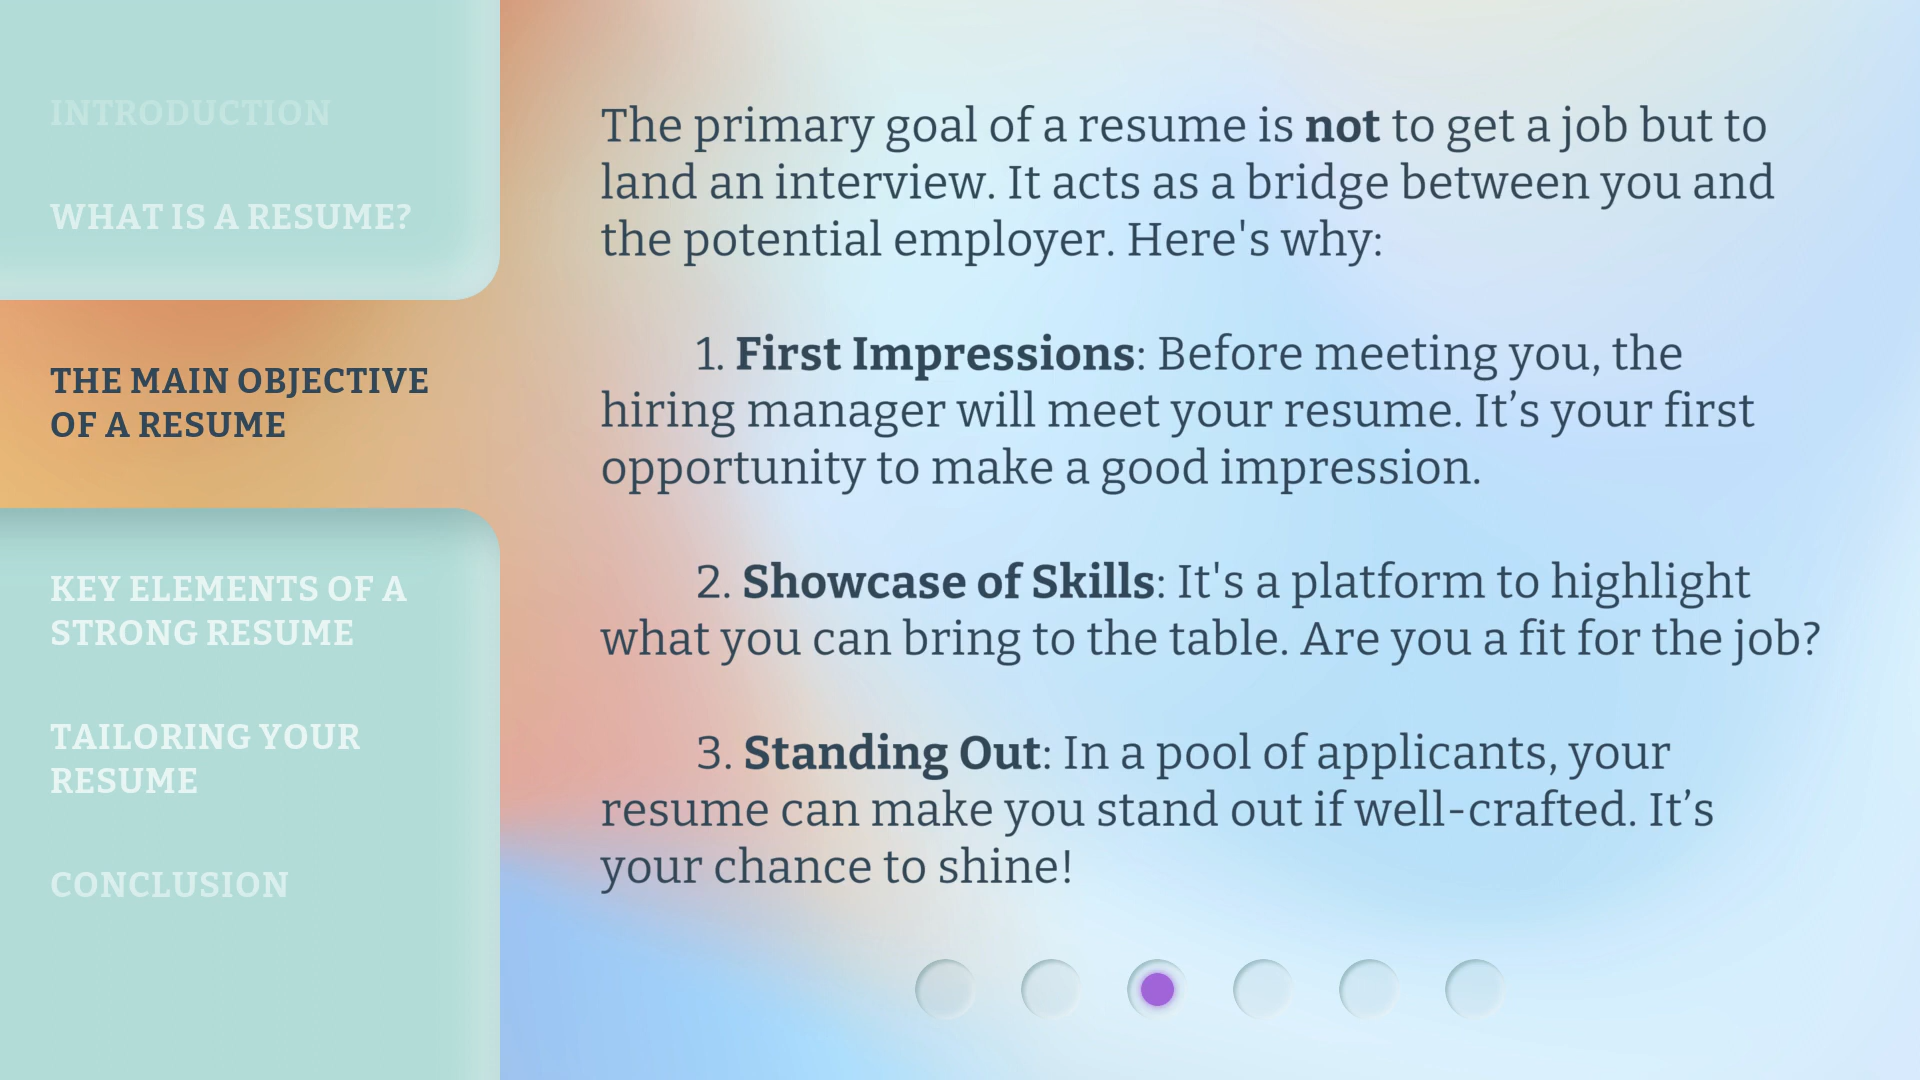 INTRODUCTION
WHAT IS A RESUME?
THE MAIN OBJECTIVE
OF A RESUME
KEY ELEMENTS OF A
STRONG RESUME
TAILORING YOUR
RESUME
CONCLUSION
The primary goal of a resume is not to get a job but to
land an interview. It acts as a bridge between you and
the potential employer. Here's why:
1. First Impressions: Before meeting you, the
hiring manager will meet your resume. It’s your first
opportunity to make a good impression.
2. Showcase of Skills: It's a platform to highlight
what you can bring to the table. Are you a fit for the job?
3. Standing Out: In a pool of applicants, your
resume can make you stand out if well-crafted. It’s
your chance to shine!